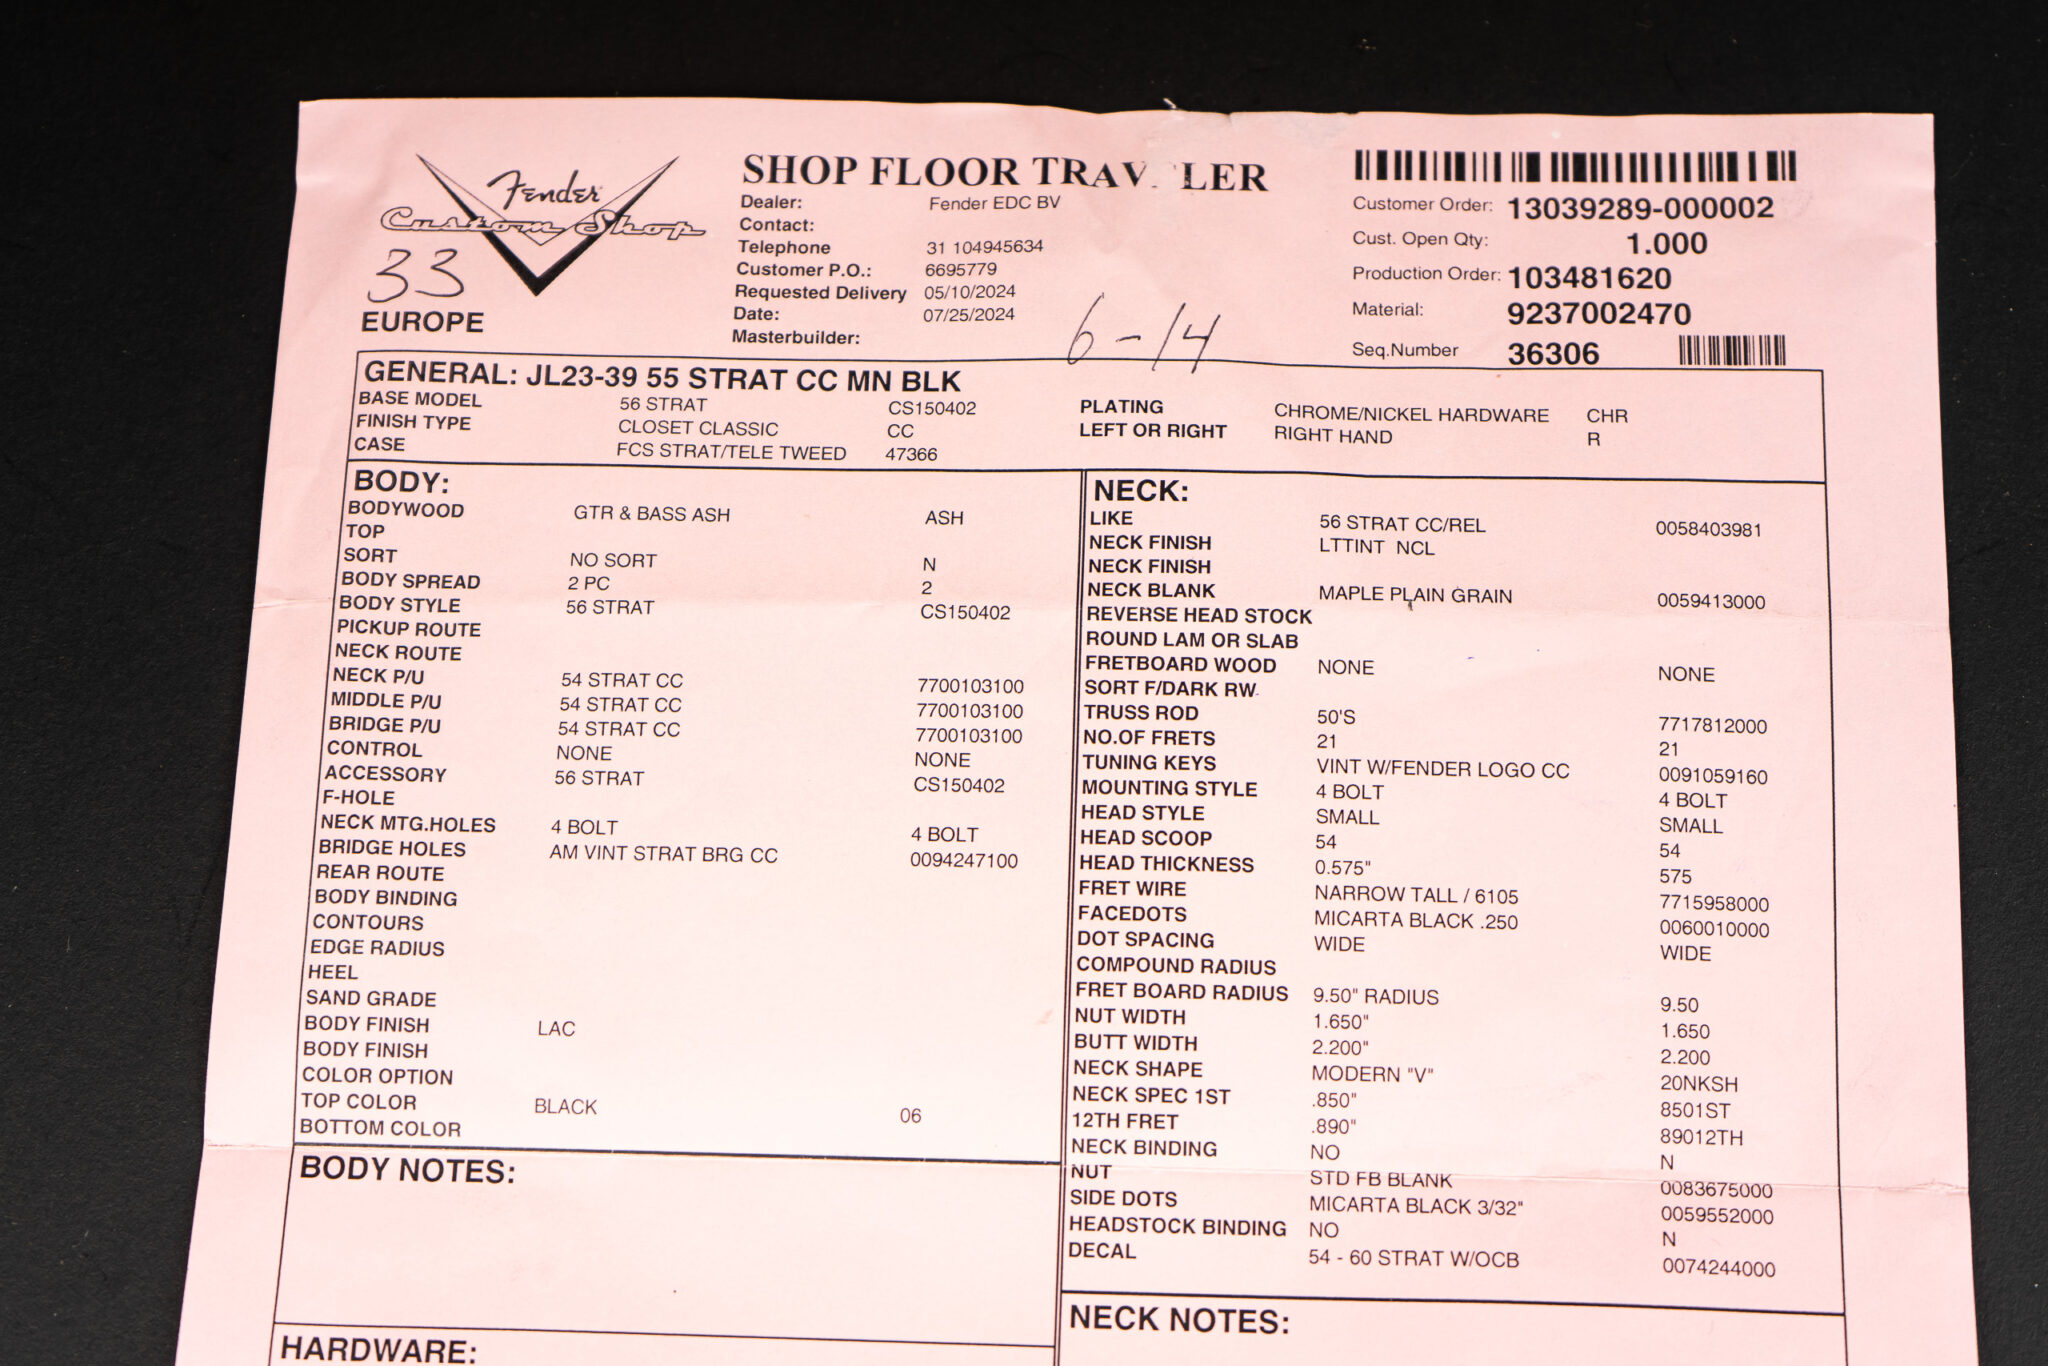 Fender
Custom Shop
33
EUROPE
SHOP FLOOR TRAV LER
Dealer: Fender EDC BV
Contact:
Telephone 31 104945634
Customer P.O.: 6695779
Requested Delivery 05/10/2024
Date: 07/25/2024
Masterbuilder:
6-14
Customer Order: 13039289-000002
Cust. Open Qty: 1.000
Production Order: 103481620
Material: 9237002470
Seq.Number 36306
GENERAL: JL23-39 55 STRAT CC MN BLK
BASE MODEL 56 STRAT CS150402
FINISH TYPE CLOSET CLASSIC CC
CASE FCS STRAT/TELE TWEED 47366
PLATING CHROME/NICKEL HARDWARE CHR
LEFT OR RIGHT RIGHT HAND R
BODY:
BODYWOOD GTR & BASS ASH ASH
TOP
SORT NO SORT N
BODY SPREAD 2 PC 2
BODY STYLE 56 STRAT CS150402
PICKUP ROUTE
NECK ROUTE
NECK P/U 54 STRAT CC 7700103100
MIDDLE P/U 54 STRAT CC 7700103100
BRIDGE P/U 54 STRAT CC 7700103100
CONTROL NONE NONE
ACCESSORY 56 STRAT CS150402
F-HOLE
NECK MTG.HOLES 4 BOLT 4 BOLT
BRIDGE HOLES AM VINT STRAT BRG CC 0094247100
REAR ROUTE
BODY BINDING
CONTOURS
EDGE RADIUS
HEEL
SAND GRADE
BODY FINISH LAC
BODY FINISH
COLOR OPTION
TOP COLOR BLACK 06
BOTTOM COLOR
BODY NOTES:
HARDWARE:
NECK:
LIKE 56 STRAT CC/REL 0058403981
NECK FINISH LTTINT NCL
NECK FINISH
NECK BLANK MAPLE PLAIN GRAIN 0059413000
REVERSE HEAD STOCK
ROUND LAM OR SLAB
FRETBOARD WOOD NONE NONE
SORT F/DARK RW.
TRUSS ROD 50'S 7717812000
NO.OF FRETS 21 21
TUNING KEYS VINT W/FENDER LOGO CC 0091059160
MOUNTING STYLE 4 BOLT 4 BOLT
HEAD STYLE SMALL SMALL
HEAD SCOOP 54 54
HEAD THICKNESS 0.575" 575
FRET WIRE NARROW TALL / 6105 7715958000
FACEDOTS MICARTA BLACK .250 0060010000
DOT SPACING WIDE WIDE
COMPOUND RADIUS
FRET BOARD RADIUS 9.50" RADIUS 9.50
NUT WIDTH 1.650" 1.650
BUTT WIDTH 2.200" 2.200
NECK SHAPE MODERN "V" 20NKSH
NECK SPEC 1ST .850" 8501ST
12TH FRET .890" 89012TH
NECK BINDING NO N
NUT STD FB BLANK 0083675000
SIDE DOTS MICARTA BLACK 3/32" 0059552000
HEADSTOCK BINDING NO N
DECAL 54 - 60 STRAT W/OCB 0074244000
NECK NOTES: